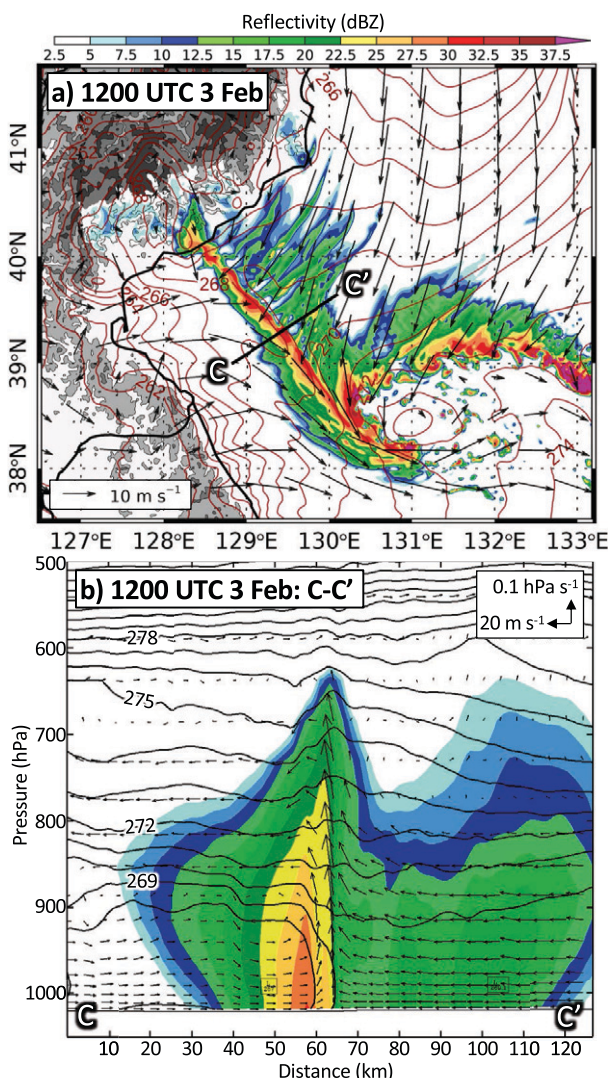 Reflectivity (dBZ)
2.5 5 7.5 10 12.5 15 17.5 20 22.5 25 27.5 30 32.5 35 37.5
a) 1200 UTC 3 Feb
266
41°N
40°N
268
266
264
C'
270
C
39°N
262
274
38°N
10 m s⁻¹
127°E 128°E 129°E 130°E 131°E 132°E 133°E
b) 1200 UTC 3 Feb: C-C'
0.1 hPa s⁻¹
20 m s⁻¹
500
278
600
275
700
Pressure (hPa)
800
272
269
900
1000
C C'
10 20 30 40 50 60 70 80 90 100 110 120
Distance (km)